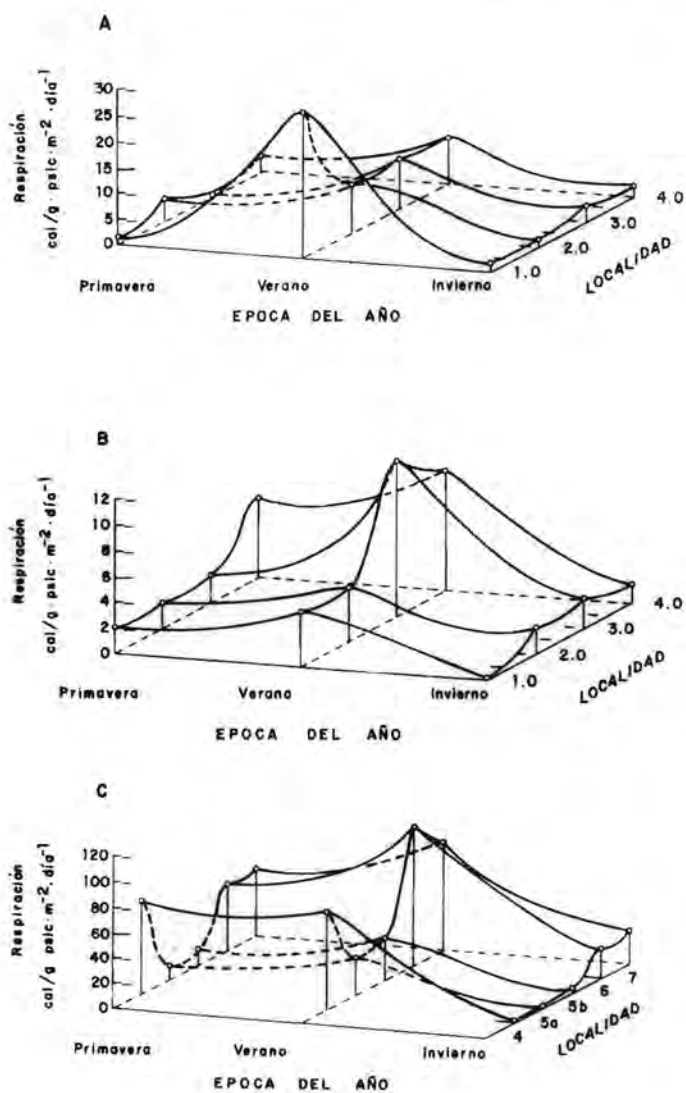 A
Respiración
cal/g · pslc · m⁻² · día⁻¹
30
25
20
15
10
5
0
Primavera Verano Invierno
EPOCA DEL AÑO
1.0
2.0
3.0
4.0
LOCALIDAD
B
Respiración
cal/g · pslc · m⁻² · día⁻¹
12
10
8
6
4
2
0
Primavera Verano Invierno
EPOCA DEL AÑO
1.0
2.0
3.0
4.0
LOCALIDAD
C
Respiración
cal/g pslc · m⁻². día⁻¹
120
100
80
60
40
20
0
Primavera Verano Invierno
EPOCA DEL AÑO
4
5a
5b
6
7
LOCALIDAD